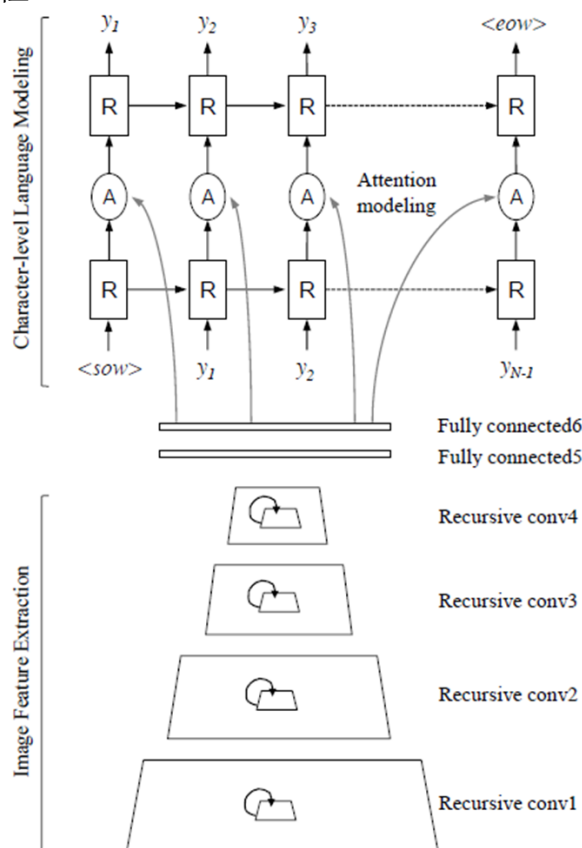 y1 y2 y3 <eow>
R R R R
A A A A
Attention
modeling
R R R R
<sow> y1 y2 yN-1
Character-level Language Modeling
Fully connected6
Fully connected5
Recursive conv4
Recursive conv3
Recursive conv2
Recursive conv1
Image Feature Extraction